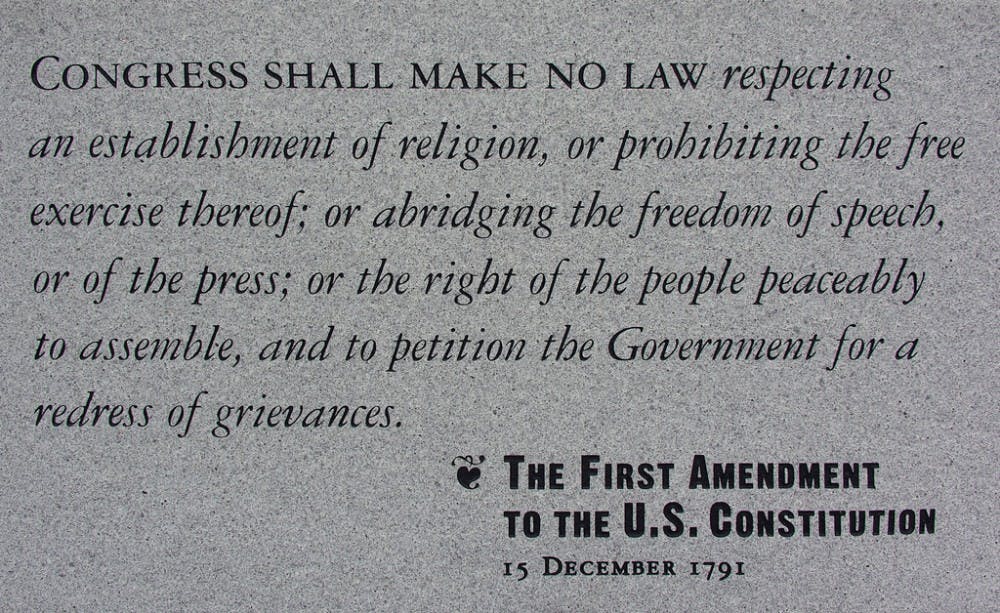 CONGRESS SHALL MAKE NO LAW respecting
an establishment of religion, or prohibiting the free
exercise thereof; or abridging the freedom of speech,
or of the press; or the right of the people peaceably
to assemble, and to petition the Government for a
redress of grievances.
❦ THE FIRST AMENDMENT
TO THE U.S. CONSTITUTION
15 DECEMBER 1791